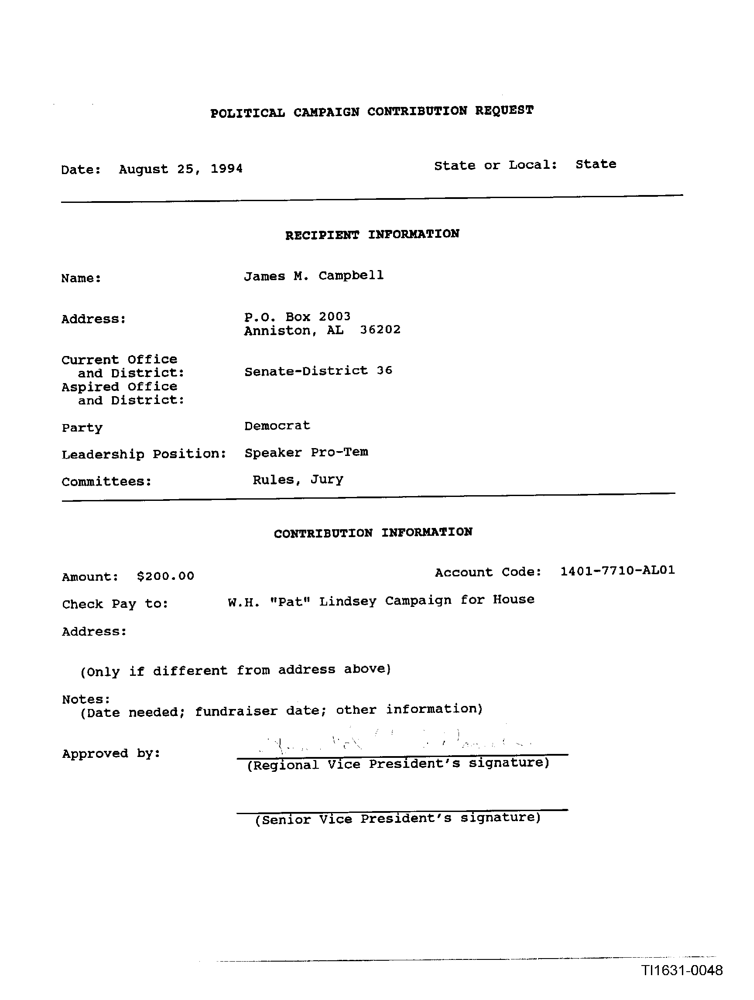 POLITICAL CAMPAIGN CONTRIBUTION REQUEST
Date: August 25, 1994 State or Local: State
RECIPIENT INFORMATION
Name: James M. Campbell
Address: P.O. Box 2003
Anniston, AL 36202
Current Office
and District: Senate-District 36
Aspired Office
and District:
Party Democrat
Leadership Position: Speaker Pro-Tem
Committees: Rules, Jury
CONTRIBUTION INFORMATION
Amount: $200.00 Account Code: 1401-7710-AL01
Check Pay to: W.H. "Pat" Lindsey Campaign for House
Address:
(Only if different from address above)
Notes:
(Date needed; fundraiser date; other information)
Approved by:
(Regional Vice President's signature)
(Senior Vice President's signature)
TI1631-0048